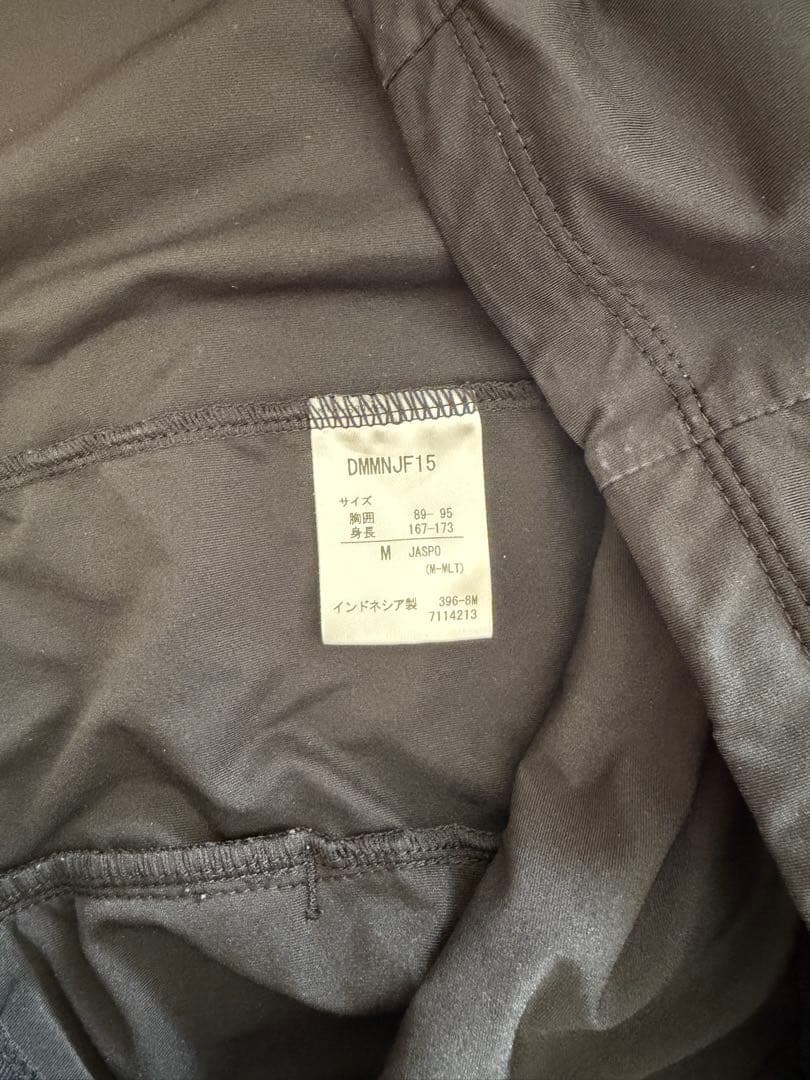 DMMNJF15
サイズ
胸囲 89- 95
身長 167-173
M JASPO
(M-MLT)
インドネシア製 396-8M
7114213